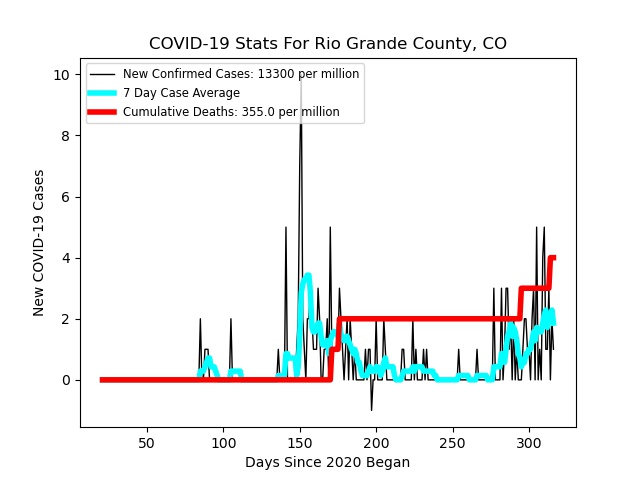 COVID-19 Stats For Rio Grande County, CO
New Confirmed Cases: 13300 per million
7 Day Case Average
Cumulative Deaths: 355.0 per million
New COVID-19 Cases
10
8
6
4
2
0
50 100 150 200 250 300
Days Since 2020 Began